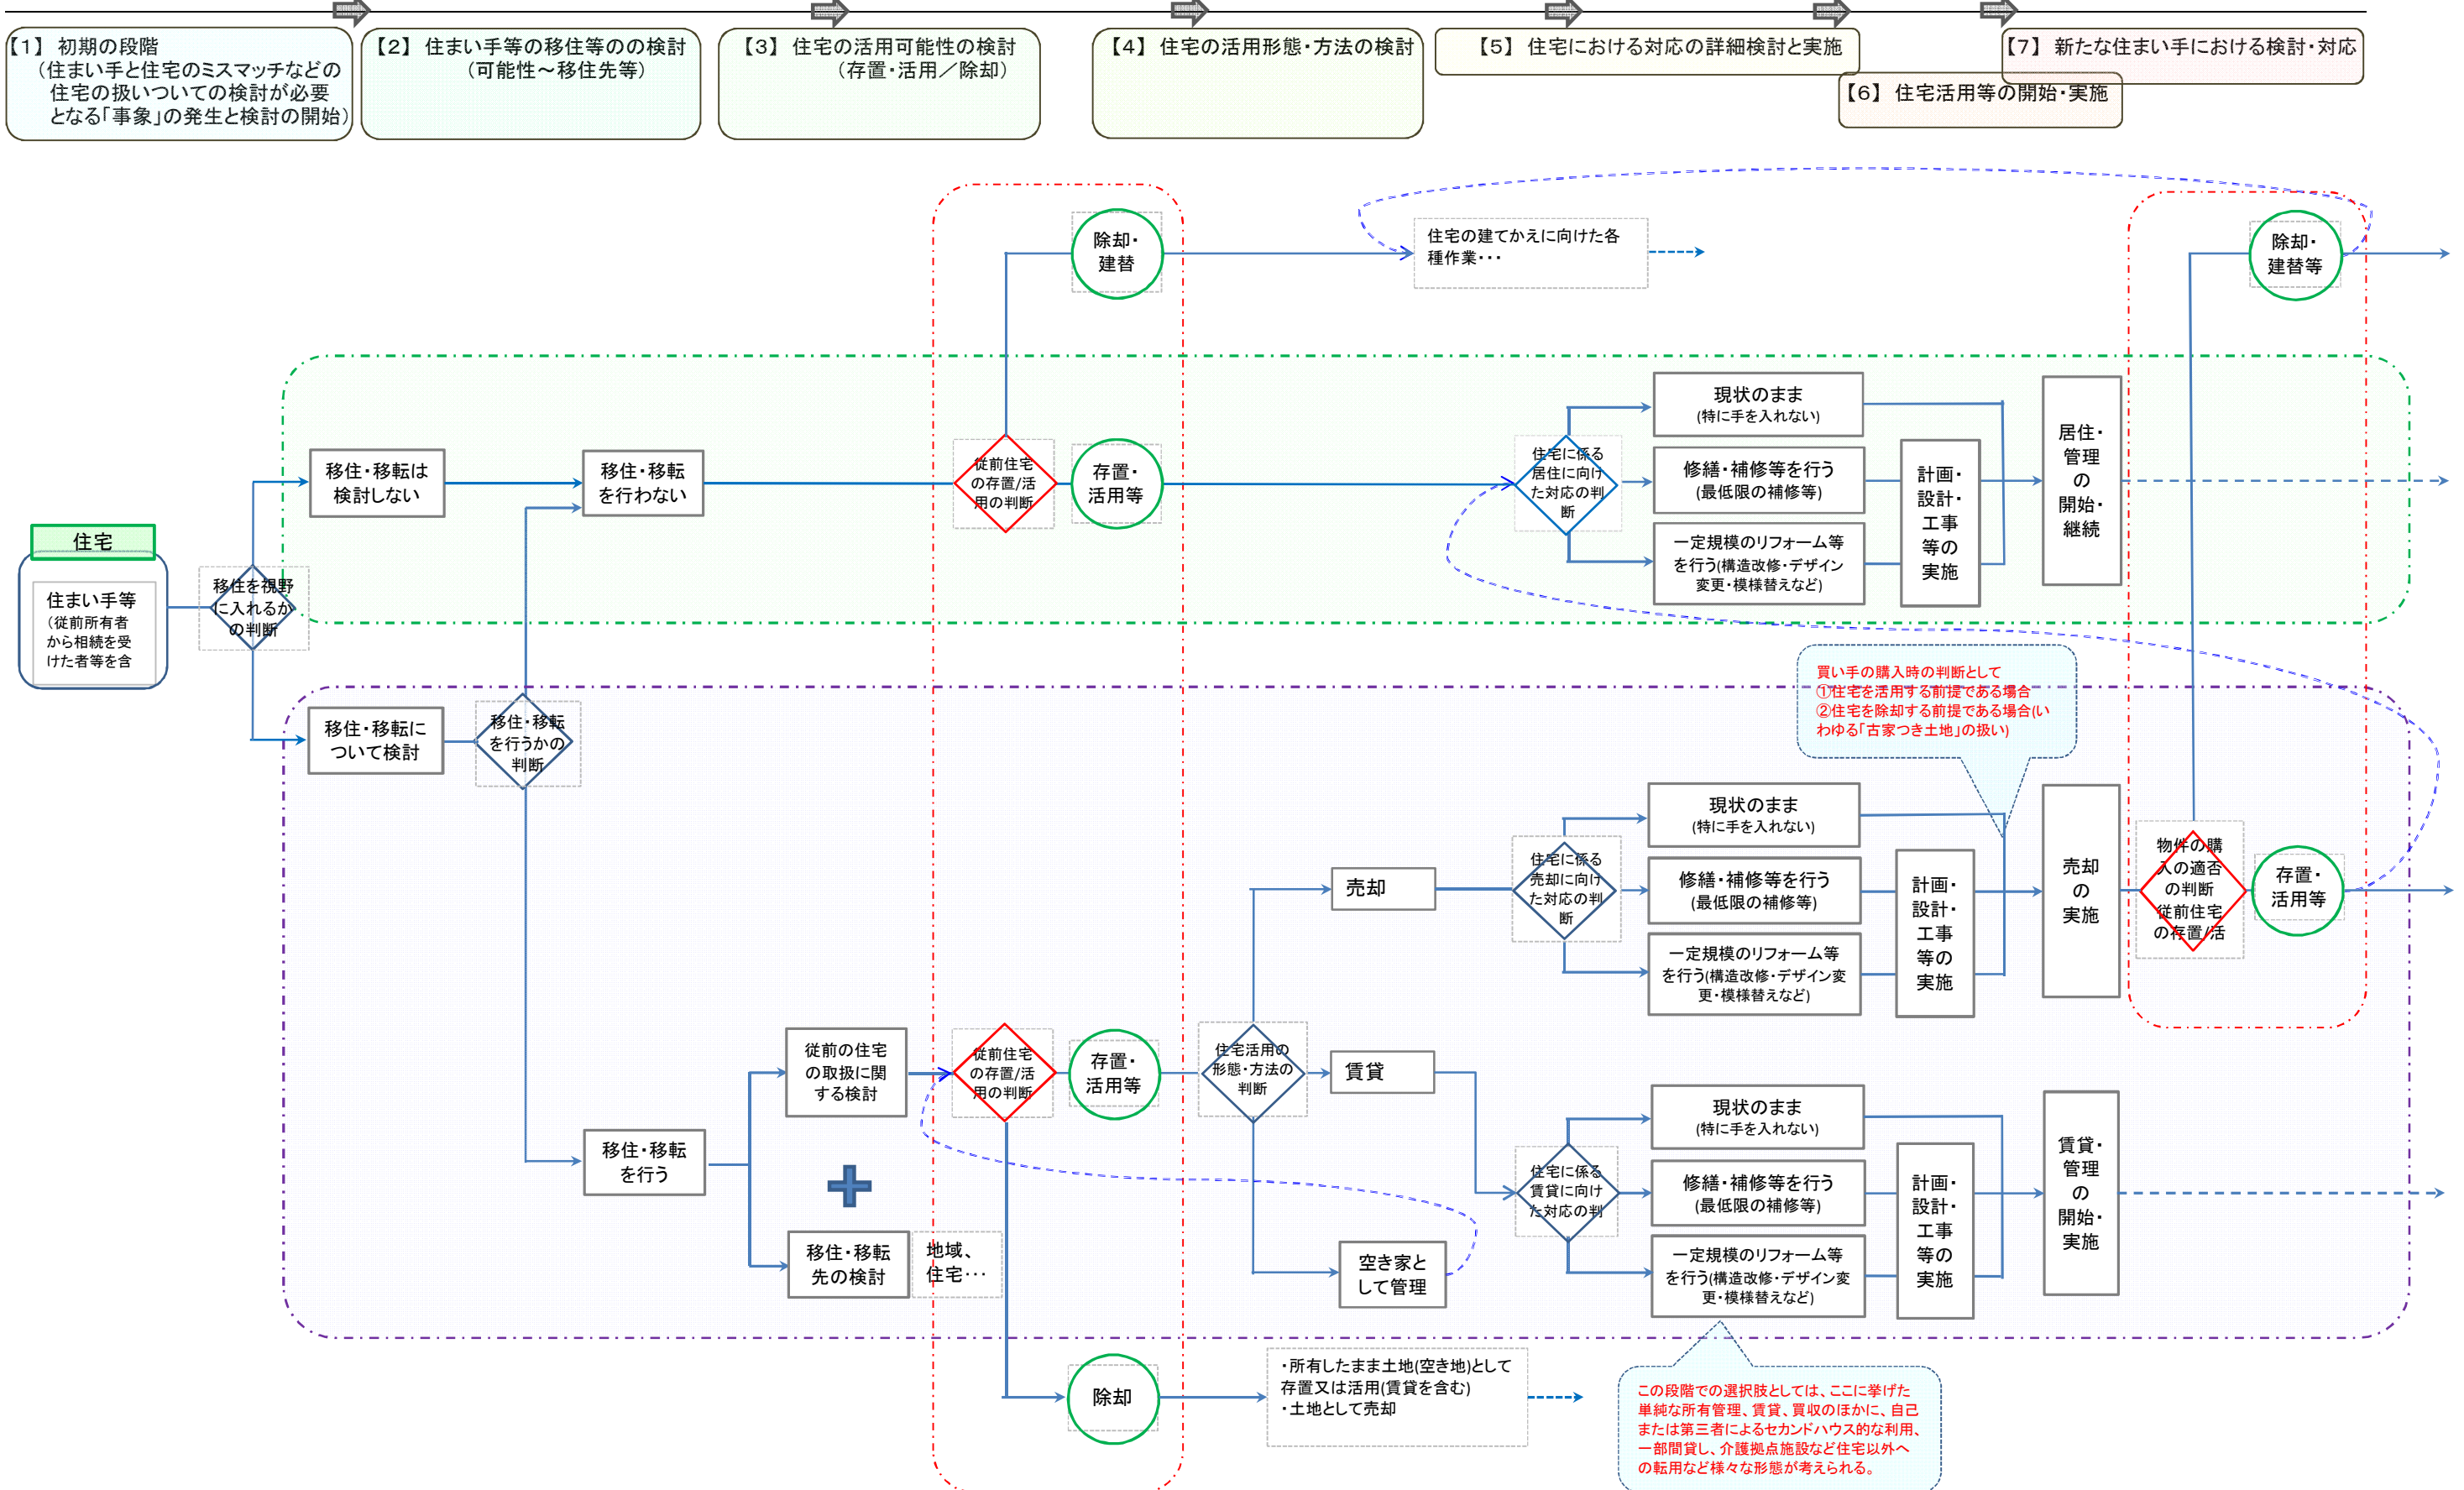 【1】 初期の段階
（住まい手と住宅のミスマッチなどの
住宅の扱いついての検討が必要
となる「事象」の発生と検討の開始）
【2】 住まい手等の移住等のの検討
（可能性～移住先等）
【3】 住宅の活用可能性の検討
（存置・活用／除却）
【4】 住宅の活用形態・方法の検討
【5】 住宅における対応の詳細検討と実施
【6】 住宅活用等の開始・実施
【7】 新たな住まい手における検討・対応
除却・
建替
住宅の建てかえに向けた各
種作業・・・
除却・
建替等
住宅
住まい手等
（従前所有者
から相続を受
けた者等を含
移住を視野
に入れるか
の判断
移住・移転は
検討しない
移住・移転
を行わない
従前住宅
の存置/活
用の判断
存置・
活用等
住宅に係る
居住に向け
た対応の判
断
現状のまま
(特に手を入れない)
修繕・補修等を行う
(最低限の補修等)
一定規模のリフォーム等
を行う(構造改修・デザイン
変更・模様替えなど)
計画・
設計・
工事
等の
実施
居住・
管理
の
開始・
継続
移住・移転に
ついて検討
移住・移転
を行うかの
判断
買い手の購入時の判断として
①住宅を活用する前提である場合
②住宅を除却する前提である場合(い
わゆる「古家つき土地」の扱い)
売却
住宅に係る
売却に向け
た対応の判
断
現状のまま
(特に手を入れない)
修繕・補修等を行う
(最低限の補修等)
一定規模のリフォーム等
を行う(構造改修・デザイン変
更・模様替えなど)
計画・
設計・
工事
等の
実施
売却
の
実施
物件の購
入の適否
の判断
従前住宅
の存置/活
存置・
活用等
移住・移転
を行う
従前の住宅
の取扱に関
する検討
移住・移転
先の検討
地域、
住宅・・・
従前住宅
の存置/活
用の判断
存置・
活用等
住宅活用の
形態・方法の
判断
賃貸
空き家と
して管理
住宅に係る
賃貸に向け
た対応の判
現状のまま
(特に手を入れない)
修繕・補修等を行う
(最低限の補修等)
一定規模のリフォーム等
を行う(構造改修・デザイン変
更・模様替えなど)
計画・
設計・
工事
等の
実施
賃貸・
管理
の
開始・
実施
除却
・所有したまま土地(空き地)として
存置又は活用(賃貸を含む)
・土地として売却
この段階での選択肢としては、ここに挙げた
単純な所有管理、賃貸、買収のほかに、自己
または第三者によるセカンドハウス的な利用、
一部間貸し、介護拠点施設など住宅以外へ
の転用など様々な形態が考えられる。